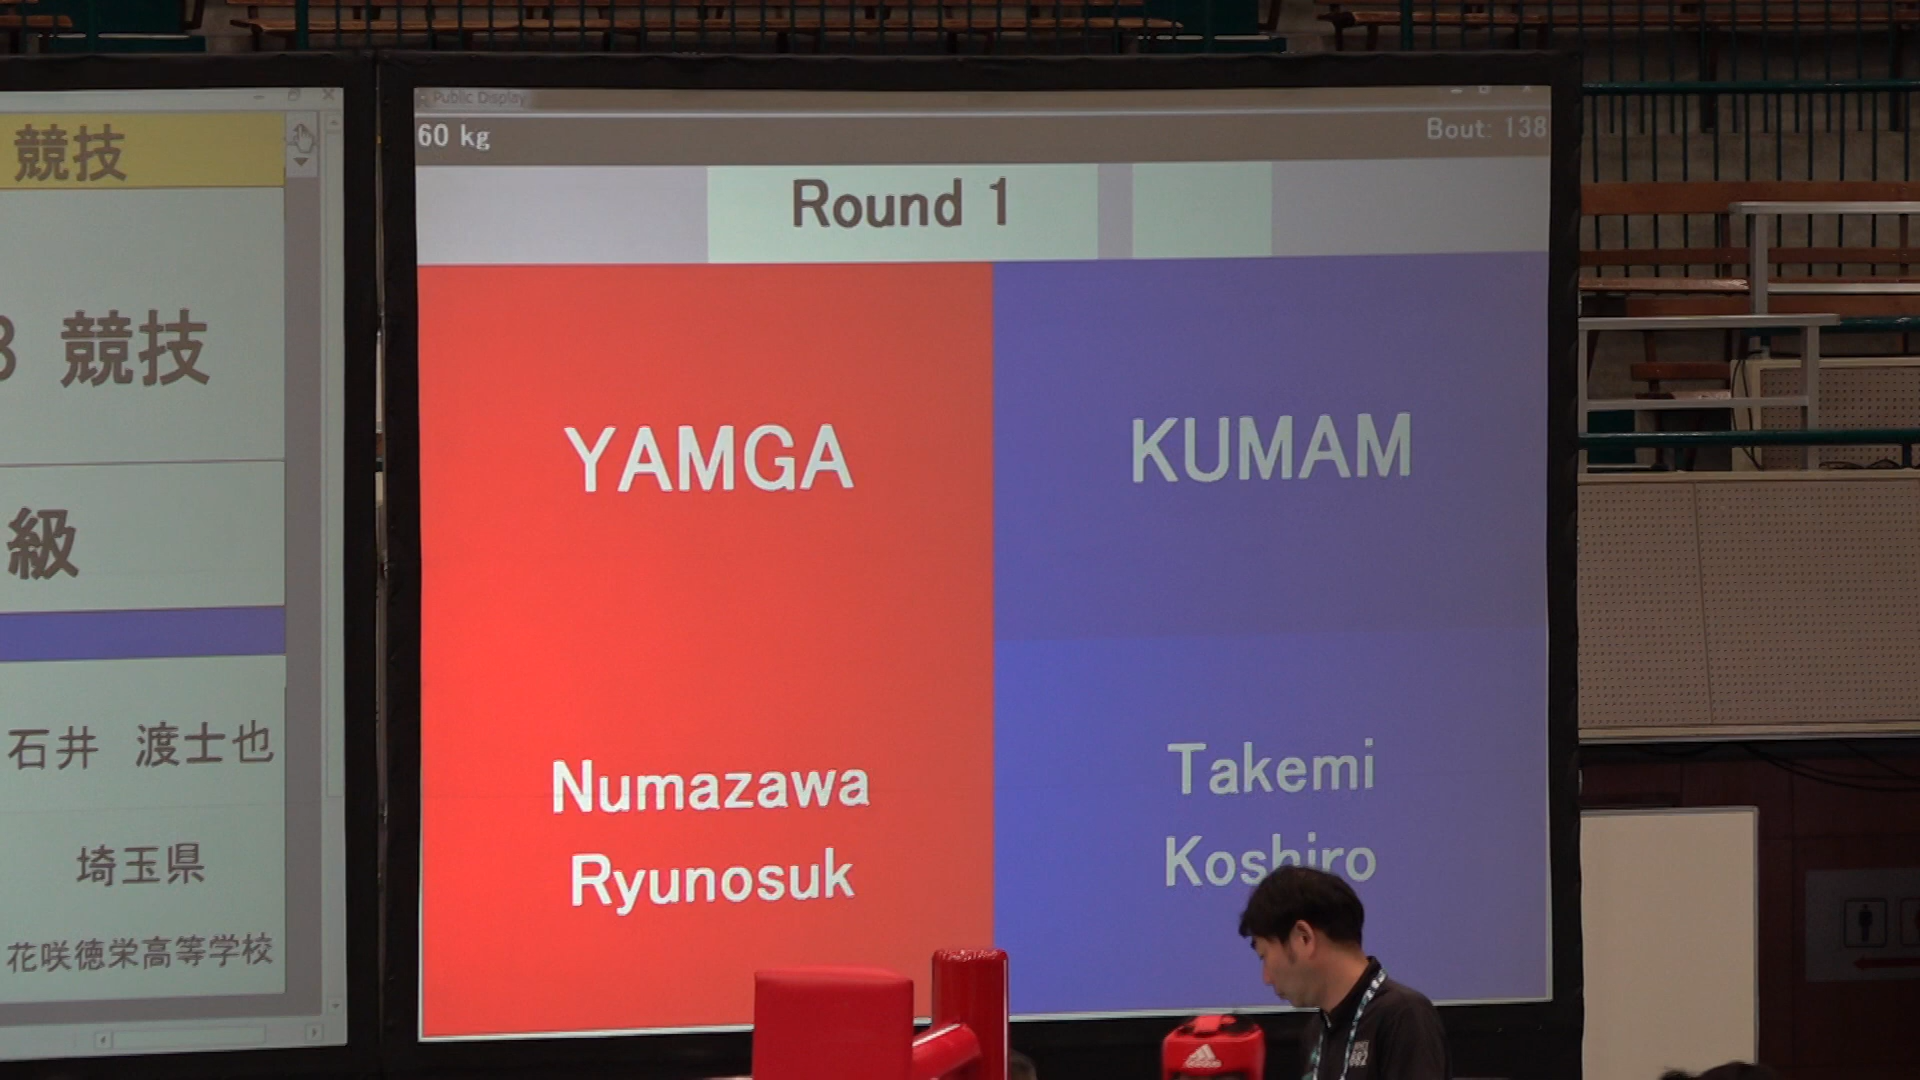 競技
3 競技
級
石井 渡士也
埼玉県
花咲徳栄高等学校
Public Display
60 kg
Bout: 138
Round 1
YAMGA
KUMAM
Numazawa
Ryunosuk
Takemi
Koshiro